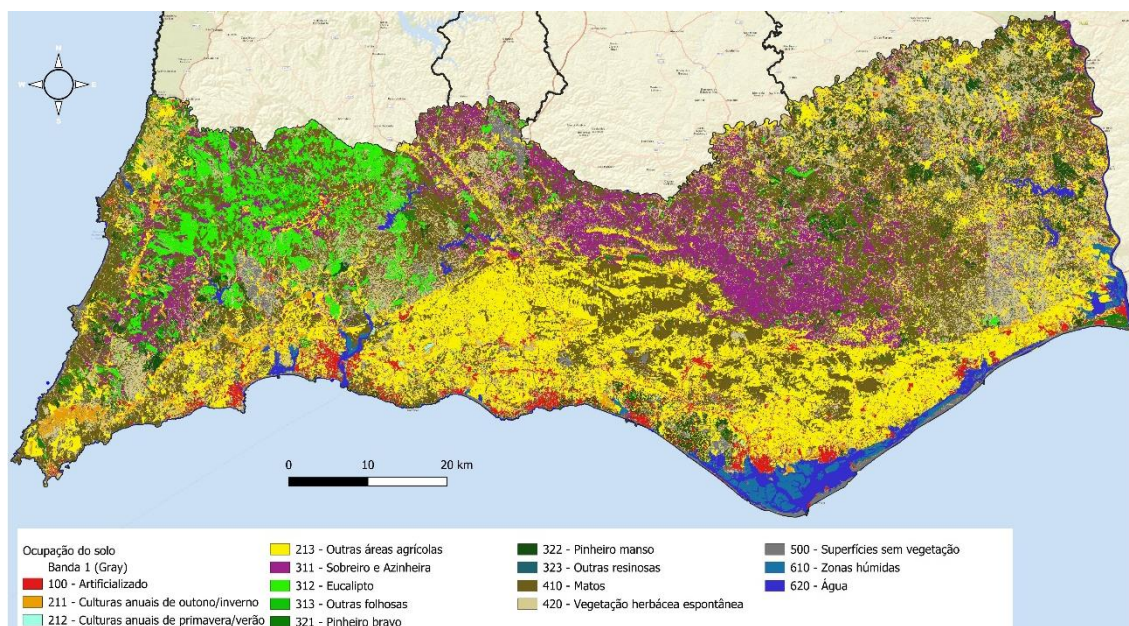 N
W
E
S
0 10 20 km
Ocupação do solo
Banda 1 (Gray)
100 - Artificializado
211 - Culturas anuais de outono/inverno
212 - Culturas anuais de primavera/verão
213 - Outras áreas agrícolas
311 - Sobreiro e Azinheira
312 - Eucalipto
313 - Outras folhosas
321 - Pinheiro bravo
322 - Pinheiro manso
323 - Outras resinosas
410 - Matos
420 - Vegetação herbácea espontânea
500 - Superfícies sem vegetação
610 - Zonas húmidas
620 - Água